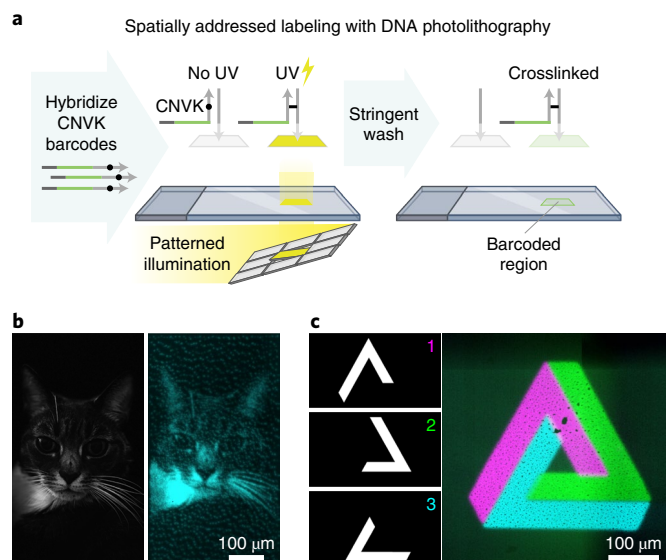 a
Spatially addressed labeling with DNA photolithography
Hybridize
CNVK
barcodes
No UV
UV
CNVK
Stringent
wash
Crosslinked
Patterned
illumination
Barcoded
region
b
100 μm
c
1
2
3
100 μm